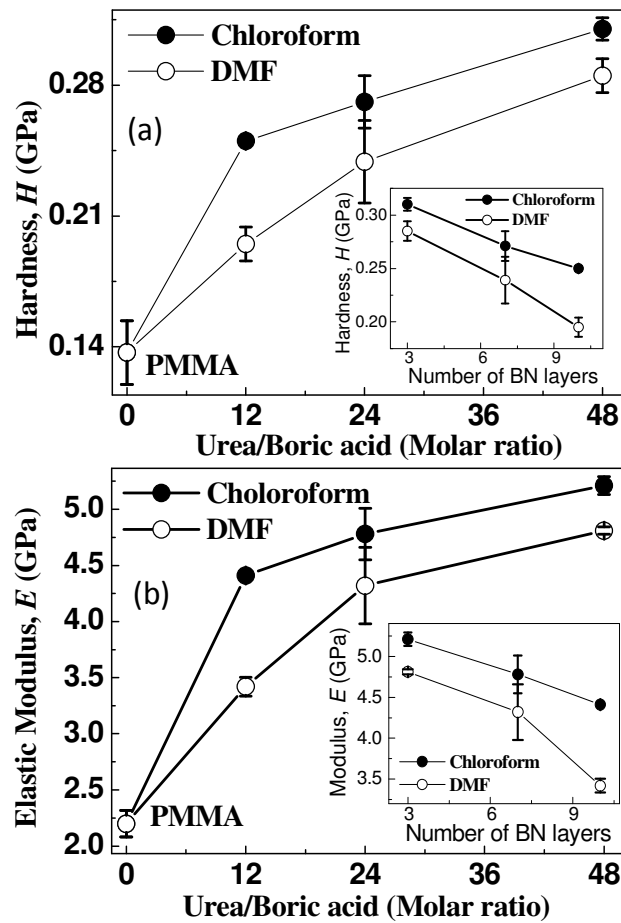 Chloroform
DMF
(a)
0.28
0.21
0.14
Hardness, H (GPa)
PMMA
0 12 24 36 48
Urea/Boric acid (Molar ratio)
Chloroform
DMF
0.30
0.25
0.20
Hardness, H (GPa)
3 6 9
Number of BN layers
Choloroform
DMF
(b)
5.0
4.5
4.0
3.5
3.0
2.5
2.0
Elastic Modulus, E (GPa)
PMMA
0 12 24 36 48
Urea/Boric acid (Molar ratio)
5.0
4.5
4.0
3.5
Modulus, E (GPa)
Chloroform
DMF
3 6 9
Number of BN layers